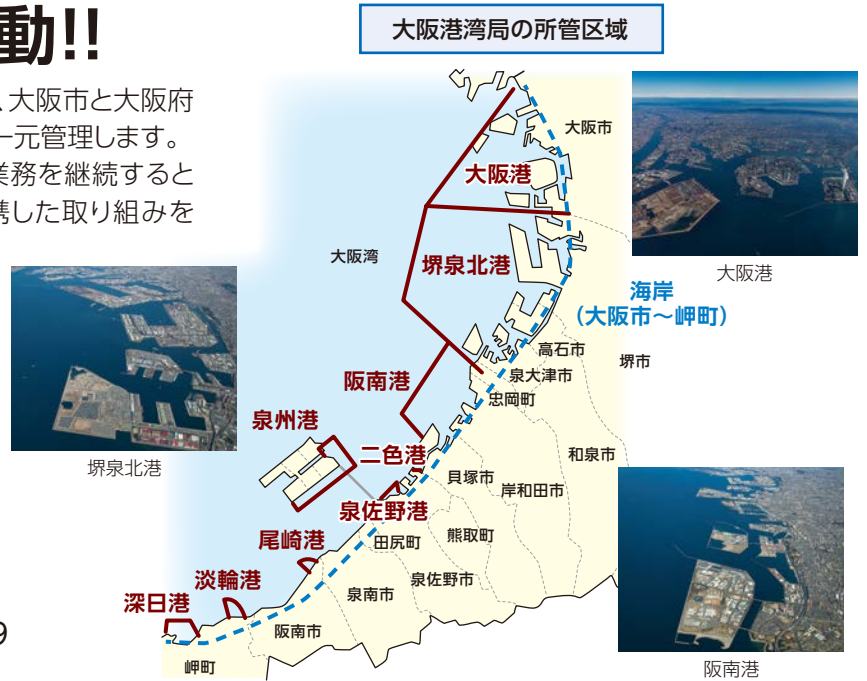 動!!
大阪港湾局の所管区域
、大阪市と大阪府
一元管理します。
業務を継続すると
携した取り組みを
大阪市
大阪港
大阪港
大阪湾
堺泉北港
海岸
(大阪市～岬町)
高石市
堺市
泉大津市
阪南港
忠岡町
泉州港
二色港
和泉市
堺泉北港
貝塚市
岸和田市
泉佐野港
熊取町
尾崎港
田尻町
泉佐野市
淡輪港
泉南市
深日港
阪南市
9
岬町
阪南港